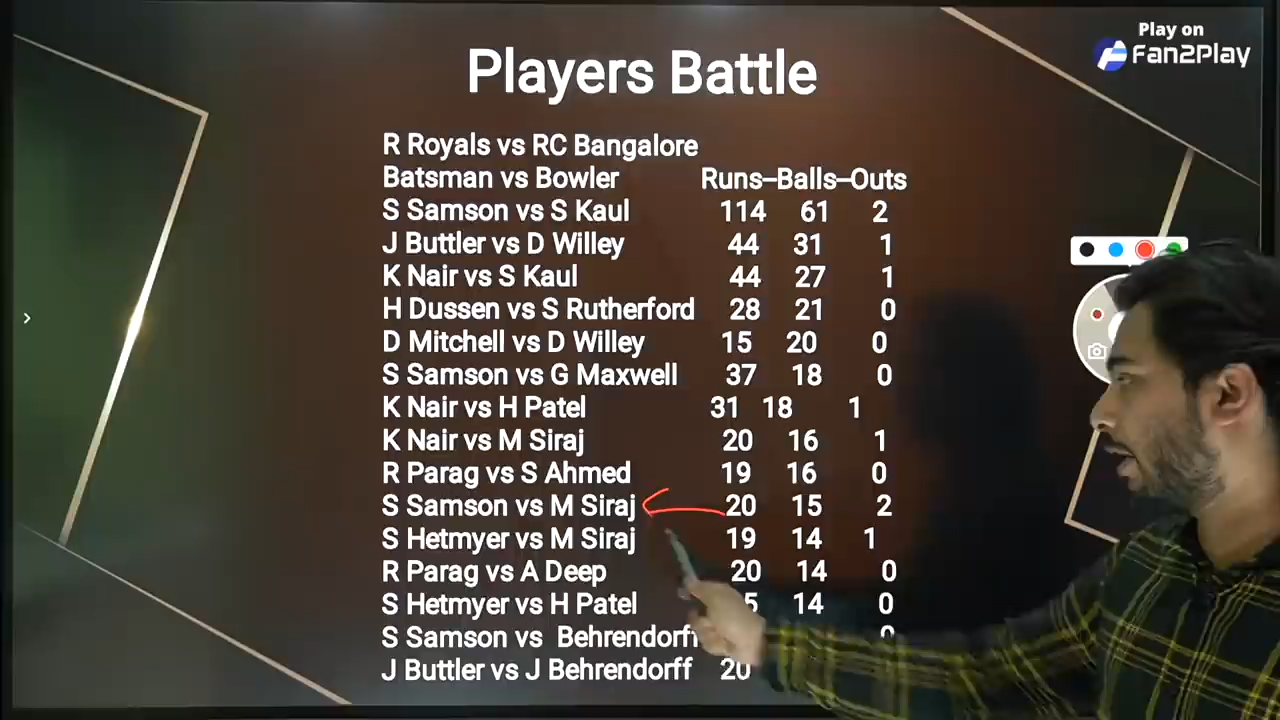 Play on
Fan2Play
Players Battle
R Royals vs RC Bangalore
Batsman vs Bowler Runs–Balls–Outs
S Samson vs S Kaul 114 61 2
J Buttler vs D Willey 44 31 1
K Nair vs S Kaul 44 27 1
H Dussen vs S Rutherford 28 21 0
D Mitchell vs D Willey 15 20 0
S Samson vs G Maxwell 37 18 0
K Nair vs H Patel 31 18 1
K Nair vs M Siraj 20 16 1
R Parag vs S Ahmed 19 16 0
S Samson vs M Siraj 20 15 2
S Hetmyer vs M Siraj 19 14 1
R Parag vs A Deep 20 14 0
S Hetmyer vs H Patel 14 0
S Samson vs Behrendorff
J Buttler vs J Behrendorff 20